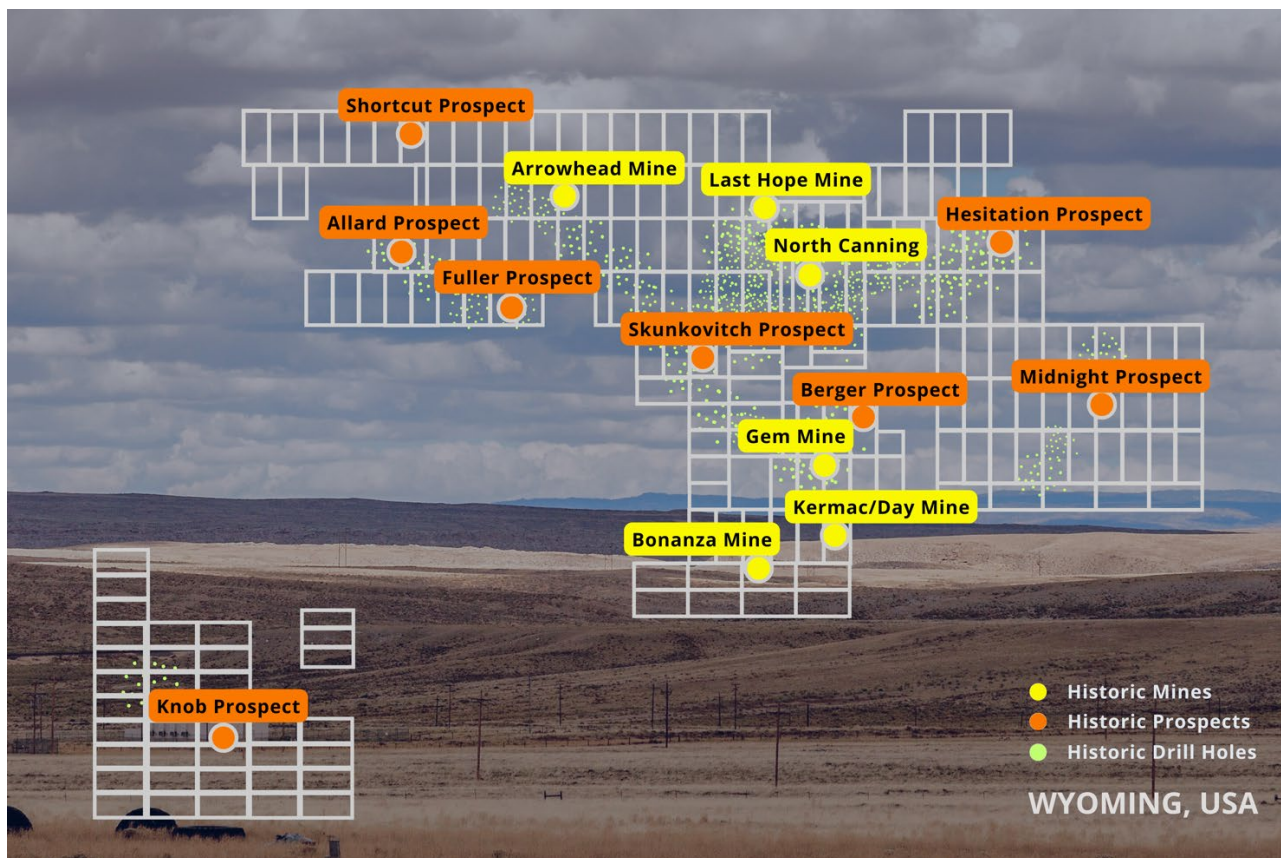 Shortcut Prospect
Arrowhead Mine
Last Hope Mine
Hesitation Prospect
Allard Prospect
North Canning
Fuller Prospect
Skunkovitch Prospect
Midnight Prospect
Berger Prospect
Gem Mine
Kermac/Day Mine
Bonanza Mine
Knob Prospect
Historic Mines
Historic Prospects
Historic Drill Holes
WYOMING, USA